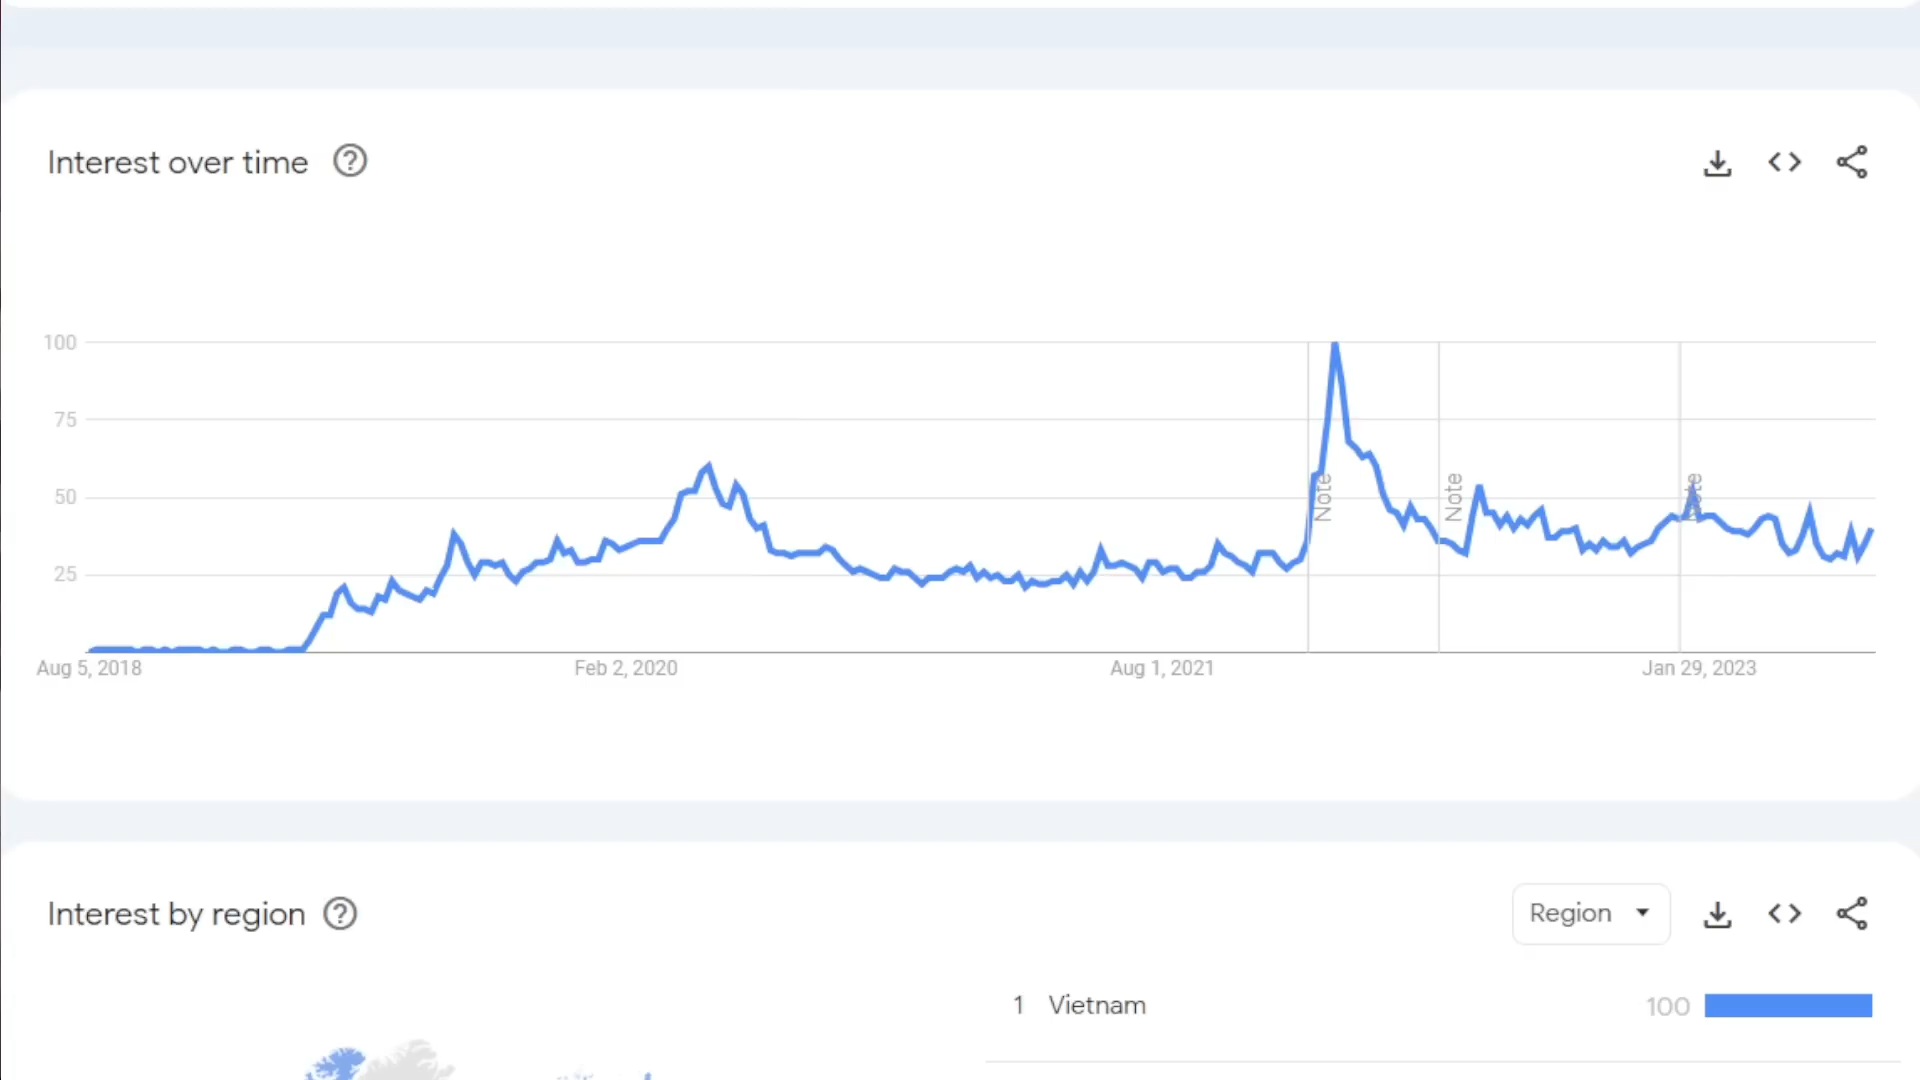 Interest over time
100
75
50
25
Note
Note
Note
Aug 5, 2018
Feb 2, 2020
Aug 1, 2021
Jan 29, 2023
Interest by region
Region
1 Vietnam 100